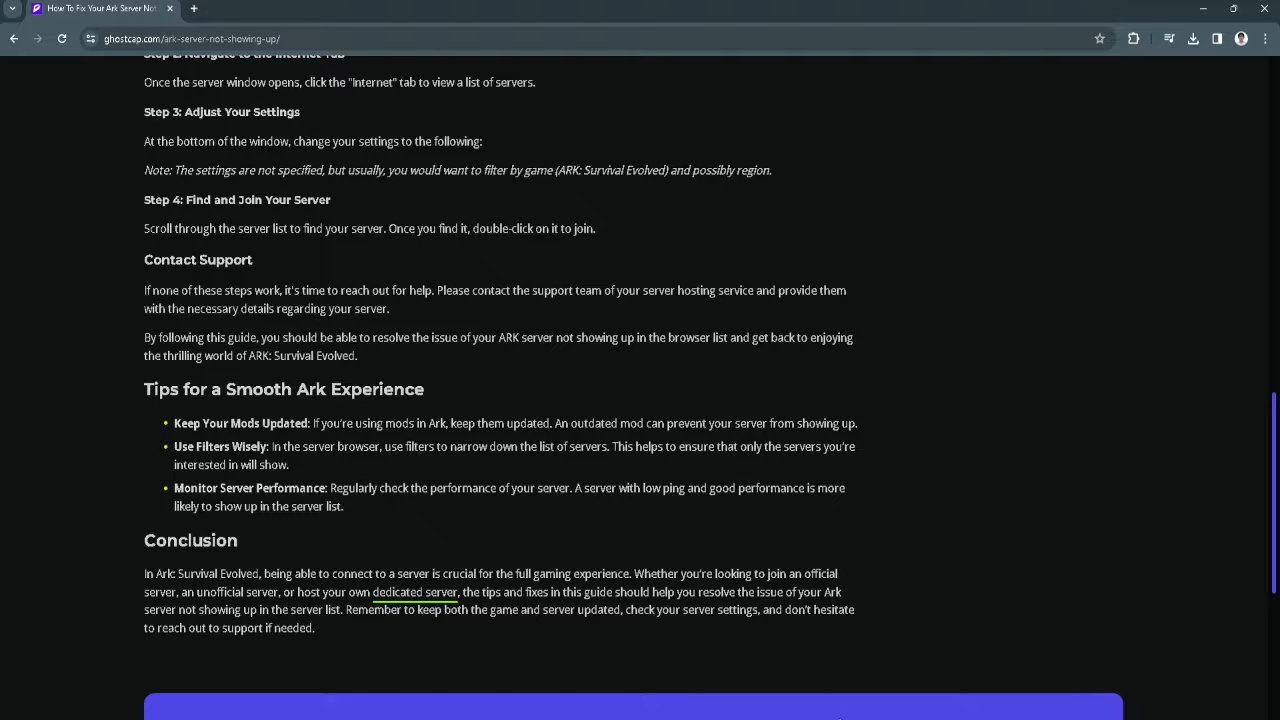 How To Fix Your Ark Server Not
ghostcap.com/ark-server-not-showing-up/
Step 2: Navigate to the Internet Tab
Once the server window opens, click the "Internet" tab to view a list of servers.
Step 3: Adjust Your Settings
At the bottom of the window, change your settings to the following:
Note: The settings are not specified, but usually, you would want to filter by game (ARK: Survival Evolved) and possibly region.
Step 4: Find and Join Your Server
Scroll through the server list to find your server. Once you find it, double-click on it to join.
Contact Support
If none of these steps work, it's time to reach out for help. Please contact the support team of your server hosting service and provide them
with the necessary details regarding your server.
By following this guide, you should be able to resolve the issue of your ARK server not showing up in the browser list and get back to enjoying
the thrilling world of ARK: Survival Evolved.
Tips for a Smooth Ark Experience
• Keep Your Mods Updated: If you're using mods in Ark, keep them updated. An outdated mod can prevent your server from showing up.
• Use Filters Wisely: In the server browser, use filters to narrow down the list of servers. This helps to ensure that only the servers you're
interested in will show.
• Monitor Server Performance: Regularly check the performance of your server. A server with low ping and good performance is more
likely to show up in the server list.
Conclusion
In Ark: Survival Evolved, being able to connect to a server is crucial for the full gaming experience. Whether you're looking to join an official
server, an unofficial server, or host your own dedicated server, the tips and fixes in this guide should help you resolve the issue of your Ark
server not showing up in the server list. Remember to keep both the game and server updated, check your server settings, and don't hesitate
to reach out to support if needed.